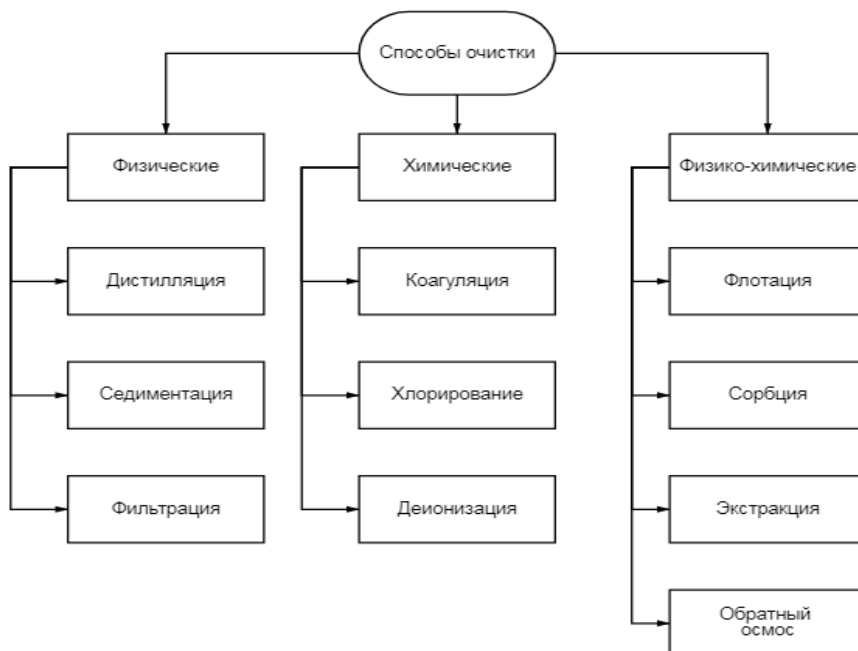 Способы очистки
Физические
Химические
Физико-химические
Дистилляция
Коагуляция
Флотация
Седиментация
Хлорирование
Сорбция
Фильтрация
Деионизация
Экстракция
Обратный
осмос